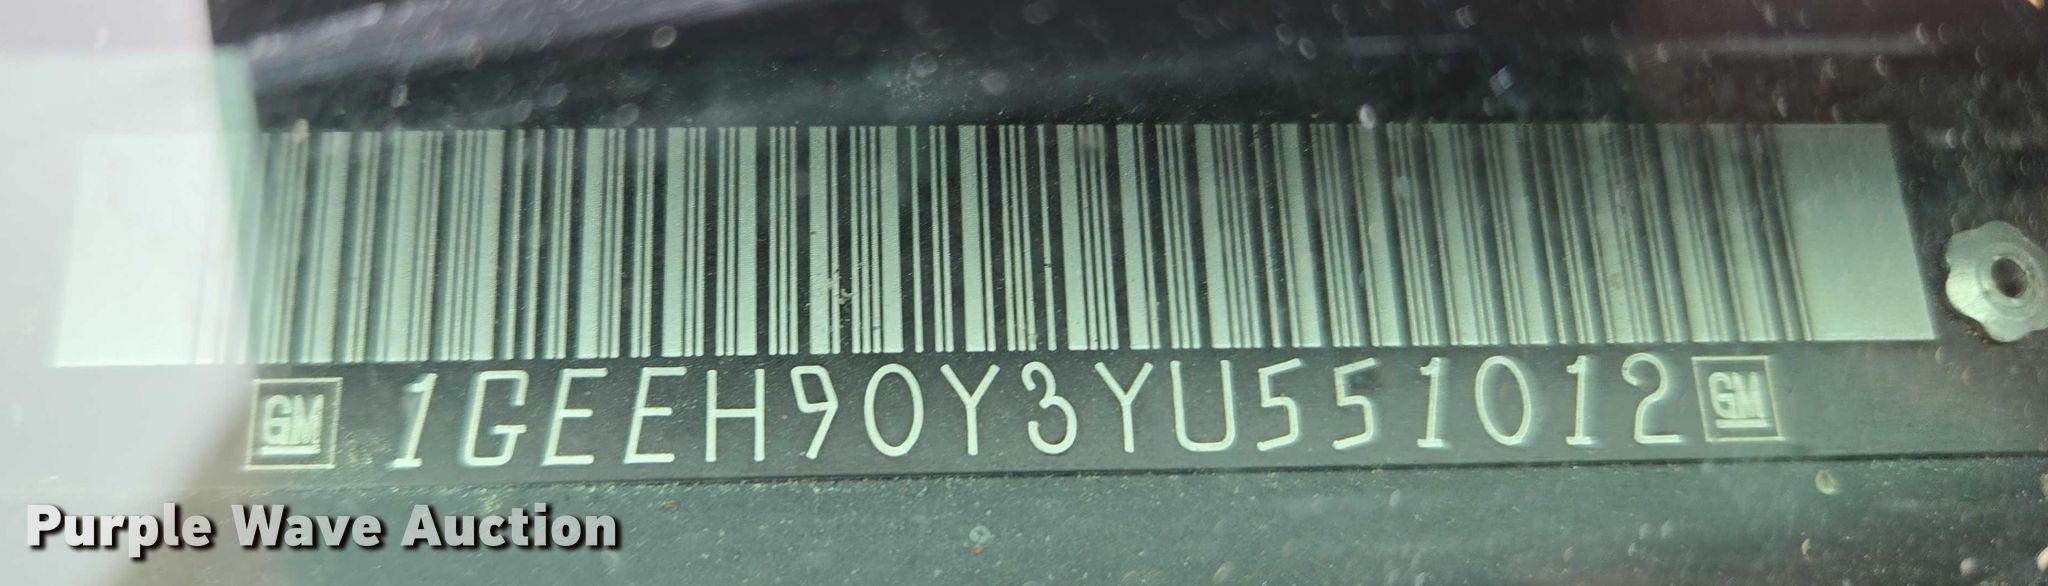 GM 1GEEH90Y3YU551012 GM
Purple Wave Auction